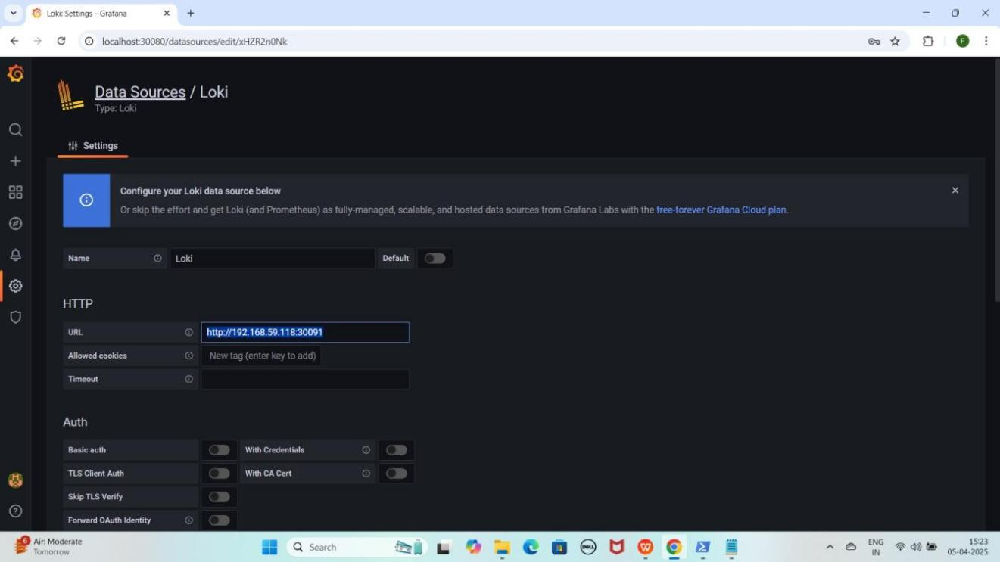 Loki: Settings - Grafana
localhost:30080/datasources/edit/xHZR2n0Nk
F
Data Sources / Loki
Type: Loki
Settings
Configure your Loki data source below
Or skip the effort and get Loki (and Prometheus) as fully-managed, scalable, and hosted data sources from Grafana Labs with the free-forever Grafana Cloud plan.
Name Loki Default
HTTP
URL http://192.168.59.118:30091
Allowed cookies New tag (enter key to add)
Timeout
Auth
Basic auth With Credentials
TLS Client Auth With CA Cert
Skip TLS Verify
Forward OAuth Identity
6 Air: Moderate
Tomorrow
Search
DELL
W
ENG
IN
15:23
05-04-2025